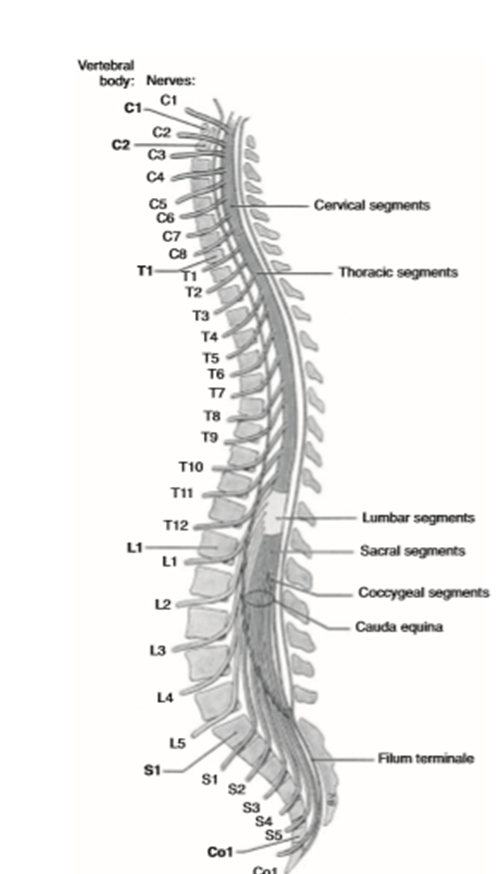 Vertebral
body: Nerves:
C1
C1
C2
C2
C3
C4
Cervical segments
C5
C6
C7
C8
T1
Thoracic segments
T1
T2
T3
T4
T5
T6
T7
T8
T9
T10
T11
Lumbar segments
T12
L1
Sacral segments
L1
Coccygeal segments
L2
Cauda equina
L3
L4
L5
Filum terminale
S1
S1
S2
S3
S4
S5
Co1
Co1